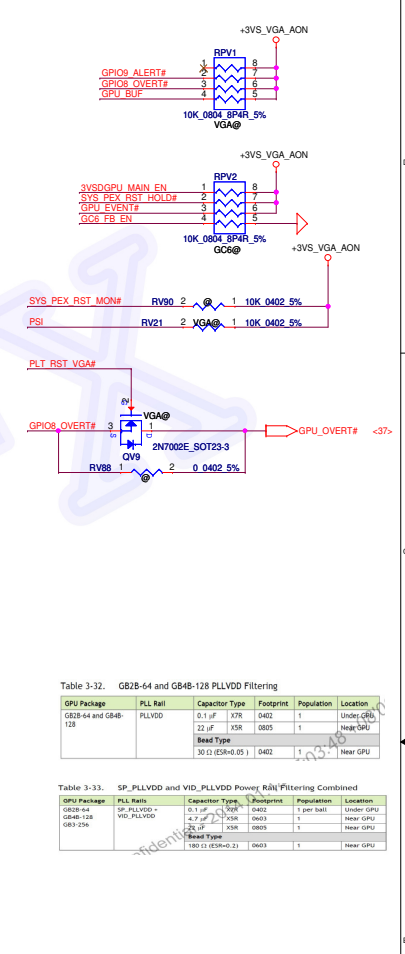 +3VS_VGA_AON
RPV1
1 8
GPIO9_ALERT# 2 7
GPIO8_OVERT# 3 6
GPU_BUF 4 5
10K_0804_8P4R_5%
VGA@
+3VS_VGA_AON
RPV2
3VSDGPU_MAIN_EN 1 8
SYS_PEX_RST_HOLD# 2 7
GPU_EVENT# 3 6
GC6_FB_EN 4 5
10K_0804_8P4R_5%
GC6@
+3VS_VGA_AON
SYS_PEX_RST_MON# RV90 2 @ 1 10K_0402_5%
PSI RV21 2 VGA@ 1 10K_0402_5%
PLT_RST_VGA#
G
2
VGA@
GPIO8_OVERT# 3 S D 1 GPU_OVERT# <37>
2N7002E_SOT23-3
QV9
RV88 1 @ 2 0_0402_5%
Table 3-32. GB2B-64 and GB4B-128 PLLVDD Filtering
GPU Package PLL Rail Capacitor Type Footprint Population Location
GB2B-64 and GB4B-128 PLLVDD 0.1 µF X7R 0402 1 Under GPU
22 µF X5R 0805 1 Near GPU
Bead Type
30 Ω (ESR=0.05 ) 0402 1 Near GPU
Table 3-33. SP_PLLVDD and VID_PLLVDD Power Rail Filtering Combined
GPU Package PLL Rails Capacitor Type Footprint Population Location
GB2B-64 SP_PLLVDD + 0.1 µF X7R 0402 1 per ball Under GPU
GB4B-128 VID_PLLVDD 4.7 µF X5R 0603 1 Near GPU
GB3-256 22 µF X5R 0805 1 Near GPU
Bead Type
180 Ω (ESR=0.2) 0603 1 Near GPU